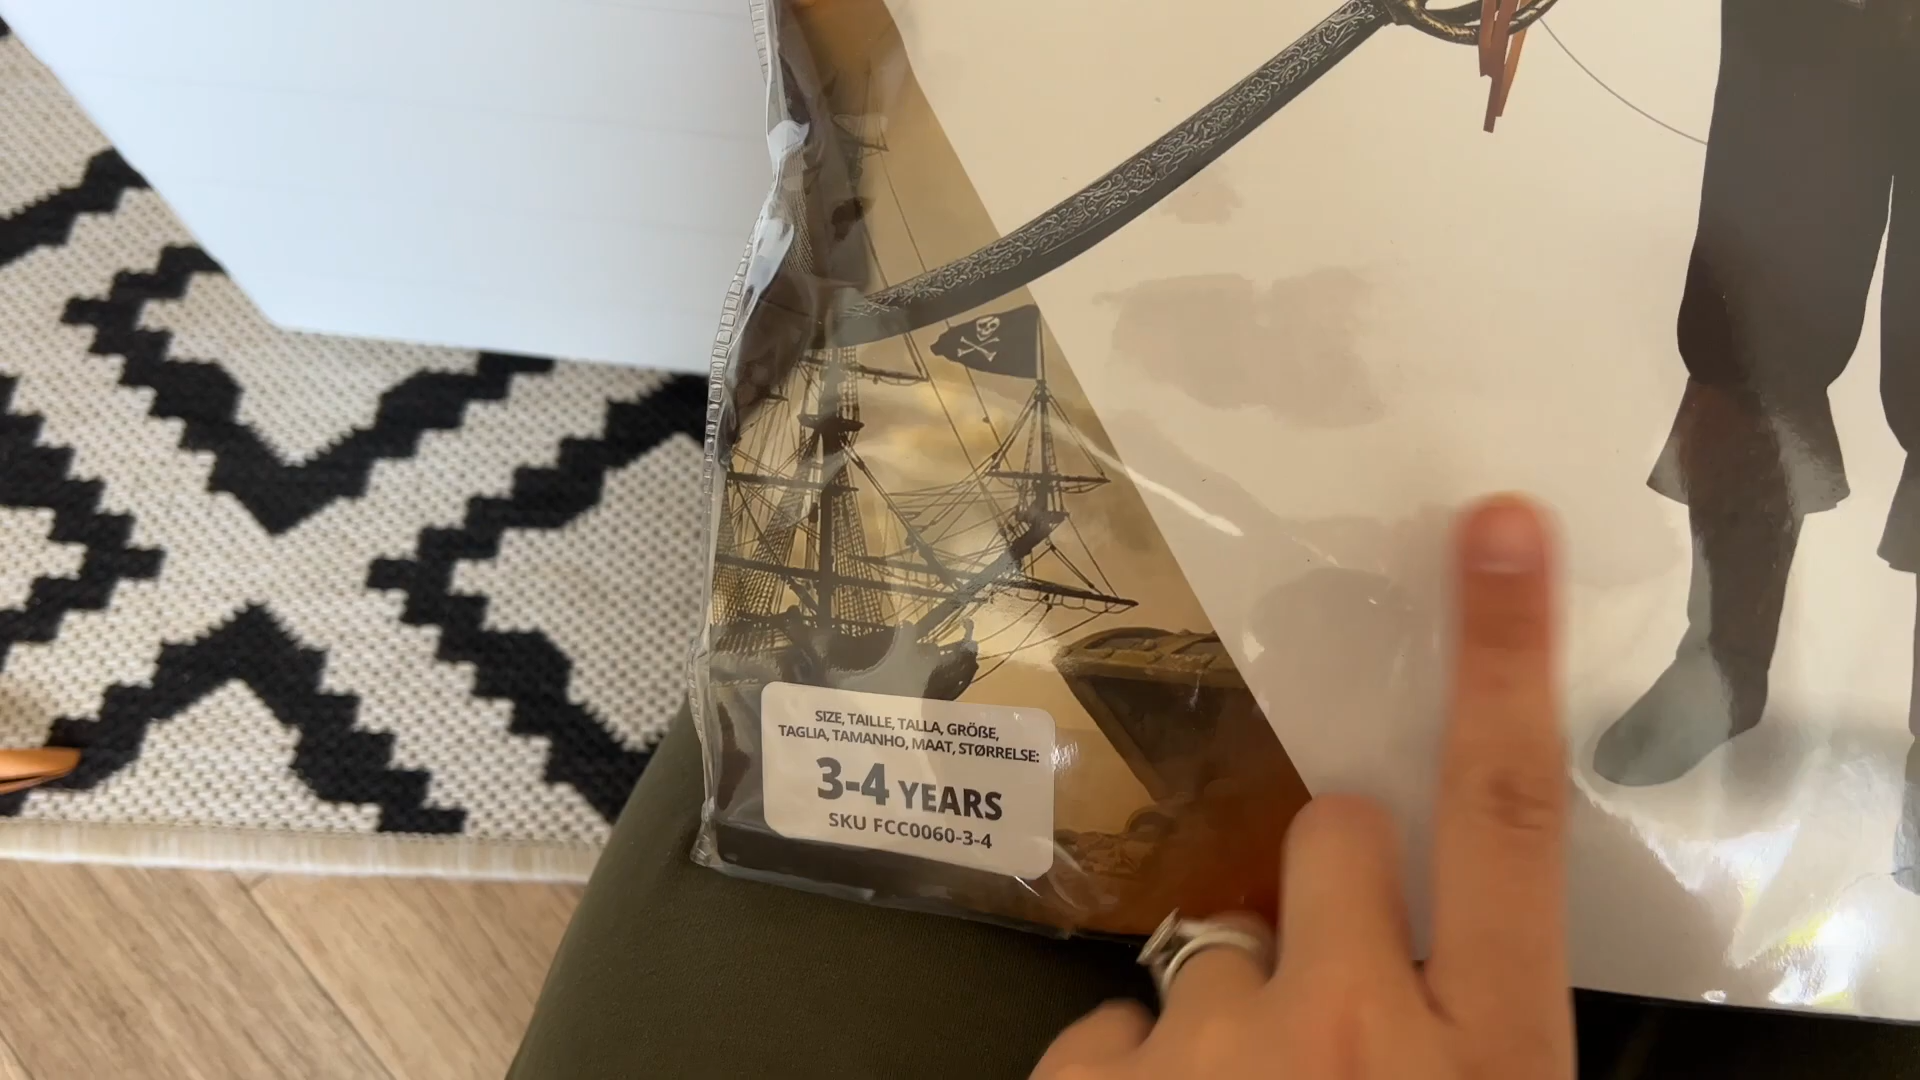 SIZE, TAILLE, TALLA, GRÖßE,
TAGLIA, TAMANHO, MAAT, STØRRELSE:
3-4 YEARS
SKU FCC0060-3-4